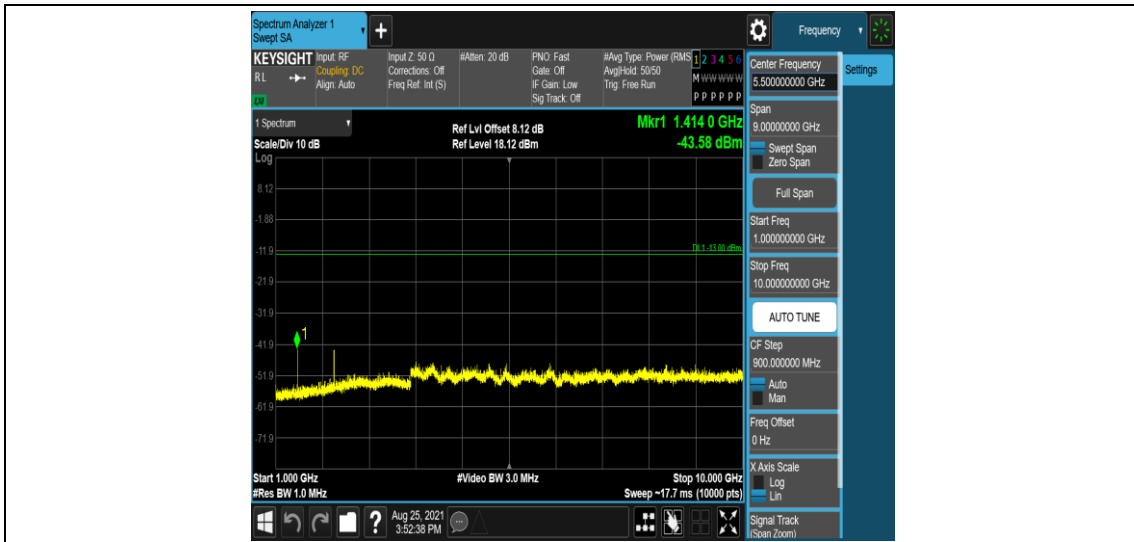 Spectrum Analyzer 1
Swept SA
+
Frequency
KEYSIGHT
RL
LXI
Input: RF
Coupling: DC
Align: Auto
Input Z: 50 Ω
Corrections: Off
Freq Ref: Int (S)
#Atten: 20 dB
PNO: Fast
Gate: Off
IF Gain: Low
Sig Track: Off
#Avg Type: Power (RMS
Avg|Hold: 50/50
Trig: Free Run
1 2 3 4 5 6
M W W W W W
P P P P P P
Center Frequency
5.500000000 GHz
Settings
Span
9.00000000 GHz
Swept Span
Zero Span
Full Span
Start Freq
1.000000000 GHz
Stop Freq
10.000000000 GHz
AUTO TUNE
CF Step
900.000000 MHz
Auto
Man
Freq Offset
0 Hz
X Axis Scale
Log
Lin
Signal Track
(Span Zoom)
1 Spectrum
Scale/Div 10 dB
Ref Lvl Offset 8.12 dB
Ref Level 18.12 dBm
Mkr1 1.414 0 GHz
-43.58 dBm
Log
8.12
-1.88
-11.9
DL1 -13.00 dBm
-21.9
-31.9
1
-41.9
-51.9
-61.9
-71.9
Start 1.000 GHz
#Res BW 1.0 MHz
#Video BW 3.0 MHz
Stop 10.000 GHz
Sweep ~17.7 ms (10000 pts)
?
Aug 25, 2021
3:52:38 PM